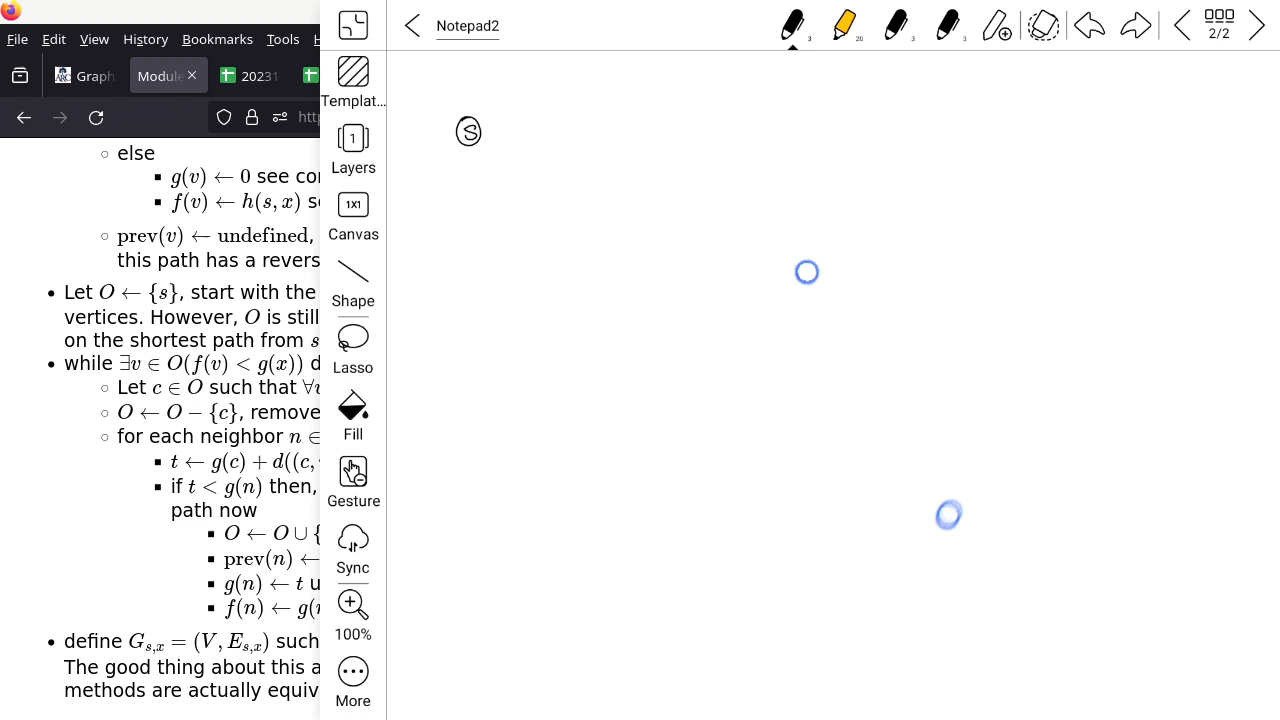 File Edit View History Bookmarks Tools
Graph
Module
20231
http
else
g(v) ← 0 see
f(v) ← h(s, x)
prev(v) ← undefined,
this path has a revers
Let O ← {s}, start with the
vertices. However, O is still
on the shortest path from s
while ∃v ∈ O(f(v) < g(x))
Let c ∈ O such that ∀v
O ← O − {c}, remove
for each neighbor n ∈
t ← g(c) + d((c,
if t < g(n) then,
path now
O ← O ∪ {
prev(n) ←
g(n) ← t
f(n) ← g(n
define G_{s,x} = (V, E_{s,x}) such
The good thing about this a
methods are actually equiv
Templat...
1
Layers
1X1
Canvas
Shape
Lasso
Fill
Gesture
Sync
100%
More
Notepad2
3
20
3
3
2/2
S